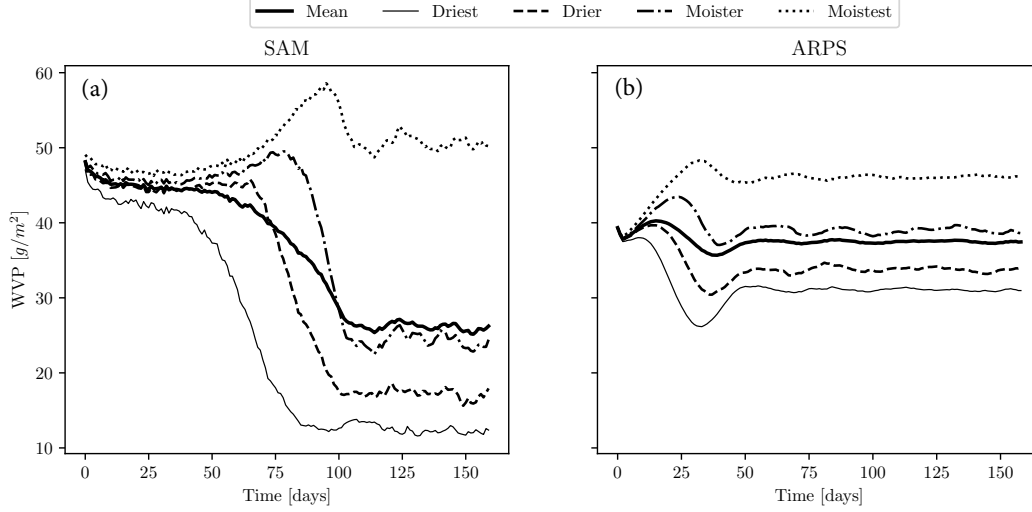 Mean Driest Drier Moister Moistest
SAM
ARPS
(a)
(b)
WVP [g/m²]
60
50
40
30
20
10
0 25 50 75 100 125 150
0 25 50 75 100 125 150
Time [days]
Time [days]